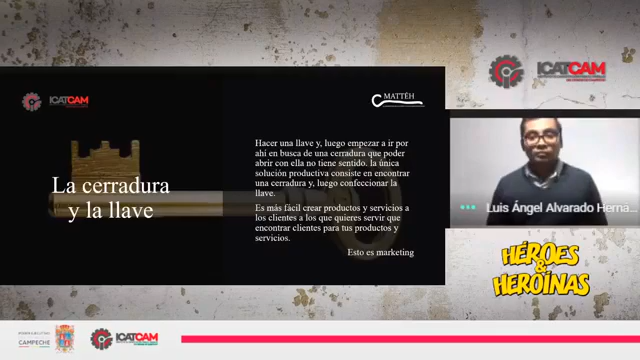 ICATCAM
MATTËH
ICATCAM
La cerradura
y la llave
Hacer una llave y, luego empezar a ir por
ahí en busca de una cerradura que poder
abrir con ella no tiene sentido. la única
solución productiva consiste en encontrar
una cerradura y, luego confeccionar la
llave.
Es más fácil crear productos y servicios a
los clientes a los que quieres servir que
encontrar clientes para tus productos y
servicios.
Esto es marketing
Luis Ángel Alvarado Herná...
HÉROES
&
HEROÍNAS
CAMPECHE
ICATCAM